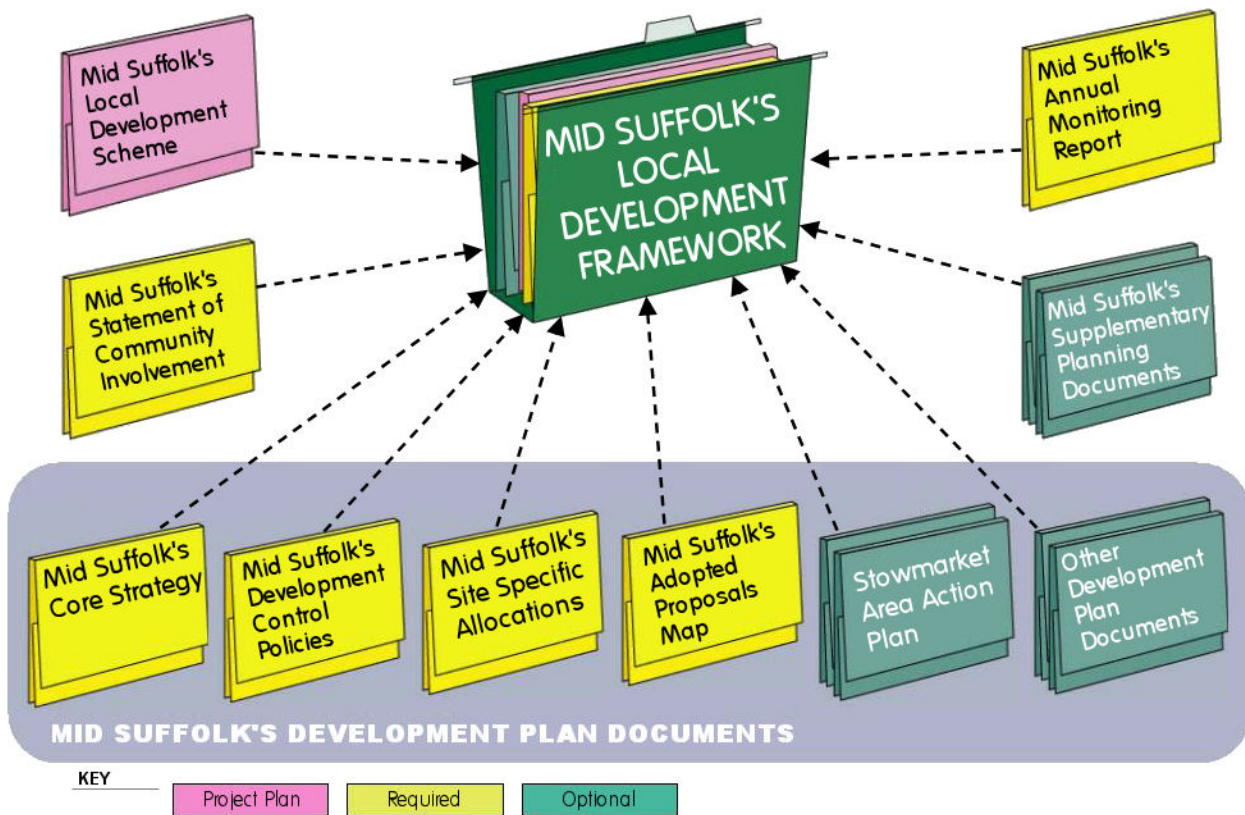 Mid Suffolk's
Local
Development
Scheme
MID SUFFOLK'S
LOCAL
DEVELOPMENT
FRAMEWORK
Mid Suffolk's
Annual
Monitoring
Report
Mid Suffolk's
Statement of
Community
Involvement
Mid Suffolk's
Supplementary
Planning
Documents
Mid Suffolk's
Core Strategy
Mid Suffolk's
Development
Control
Policies
Mid Suffolk's
Site Specific
Allocations
Mid Suffolk's
Adopted
Proposals
Map
Stowmarket
Area Action
Plan
Other
Development
Plan
Documents
MID SUFFOLK'S DEVELOPMENT PLAN DOCUMENTS
KEY
Project Plan
Required
Optional